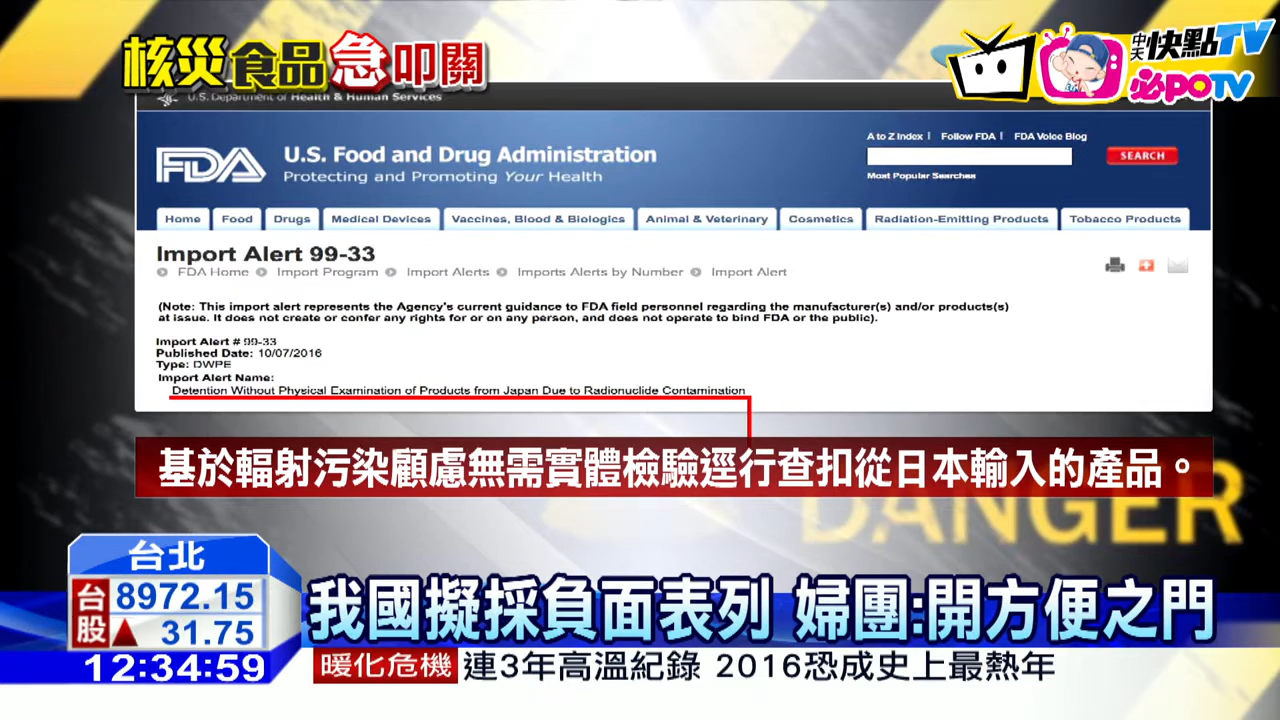 核災食品急叩關
中天快點TV
必POTV
U.S. Department of Health & Human Services
FDA U.S. Food and Drug Administration
Protecting and Promoting Your Health
A to Z Index | Follow FDA | FDA Voice Blog
SEARCH
Most Popular Searches
Home Food Drugs Medical Devices Vaccines, Blood & Biologics Animal & Veterinary Cosmetics Radiation-Emitting Products Tobacco Products
Import Alert 99-33
FDA Home Import Program Import Alerts Imports Alerts by Number Import Alert
(Note: This import alert represents the Agency's current guidance to FDA field personnel regarding the manufacturer(s) and/or products(s)
at issue. It does not create or confer any rights for or on any person, and does not operate to bind FDA or the public).
Import Alert # 99-33
Published Date: 10/07/2016
Type: DWPE
Import Alert Name:
Detention Without Physical Examination of Products from Japan Due to Radionuclide Contamination
基於輻射污染顧慮無需實體檢驗逕行查扣從日本輸入的產品。
DANGER
台北
台股 8972.15
▲ 31.75
12:34:59
我國擬採負面表列 婦團:開方便之門
暖化危機 連3年高溫紀錄 2016恐成史上最熱年